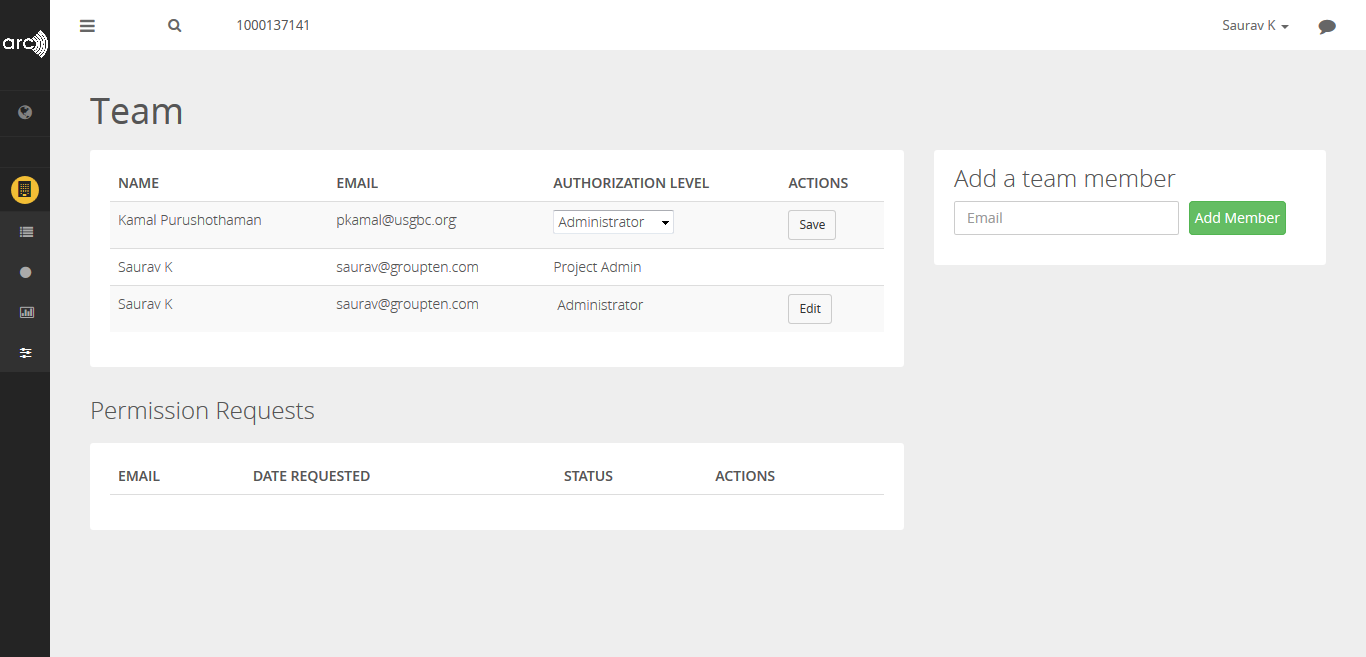 arc
1000137141
Saurav K
Team
NAME EMAIL AUTHORIZATION LEVEL ACTIONS
Kamal Purushothaman pkamal@usgbc.org Administrator Save
Saurav K saurav@groupten.com Project Admin
Saurav K saurav@groupten.com Administrator Edit
Add a team member
Email Add Member
Permission Requests
EMAIL DATE REQUESTED STATUS ACTIONS